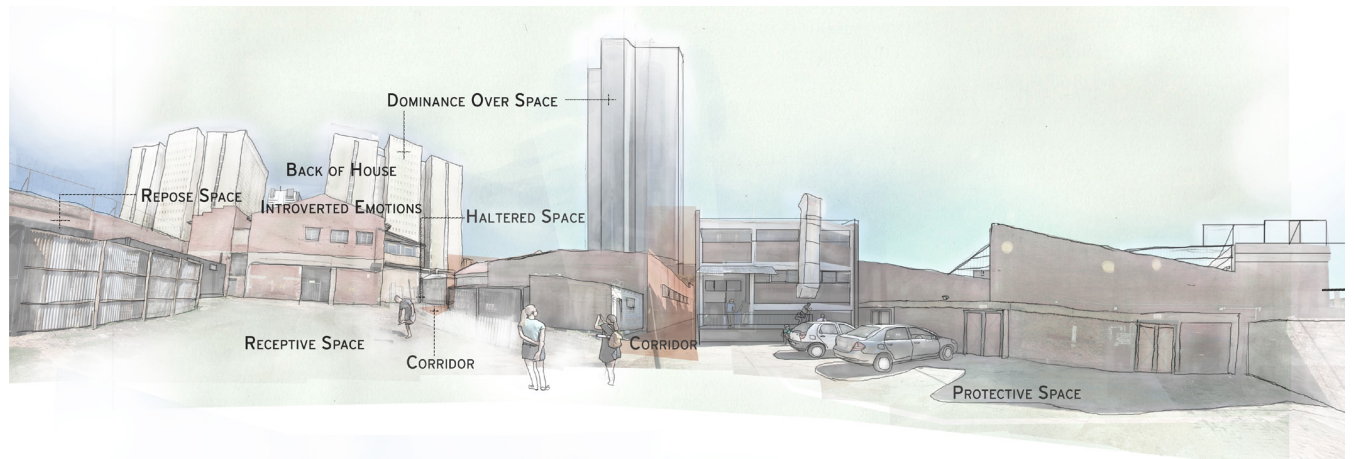 Dominance Over Space
Back of House
Repose Space
Introverted Emotions
Haltered Space
Receptive Space
Corridor
Corridor
Protective Space